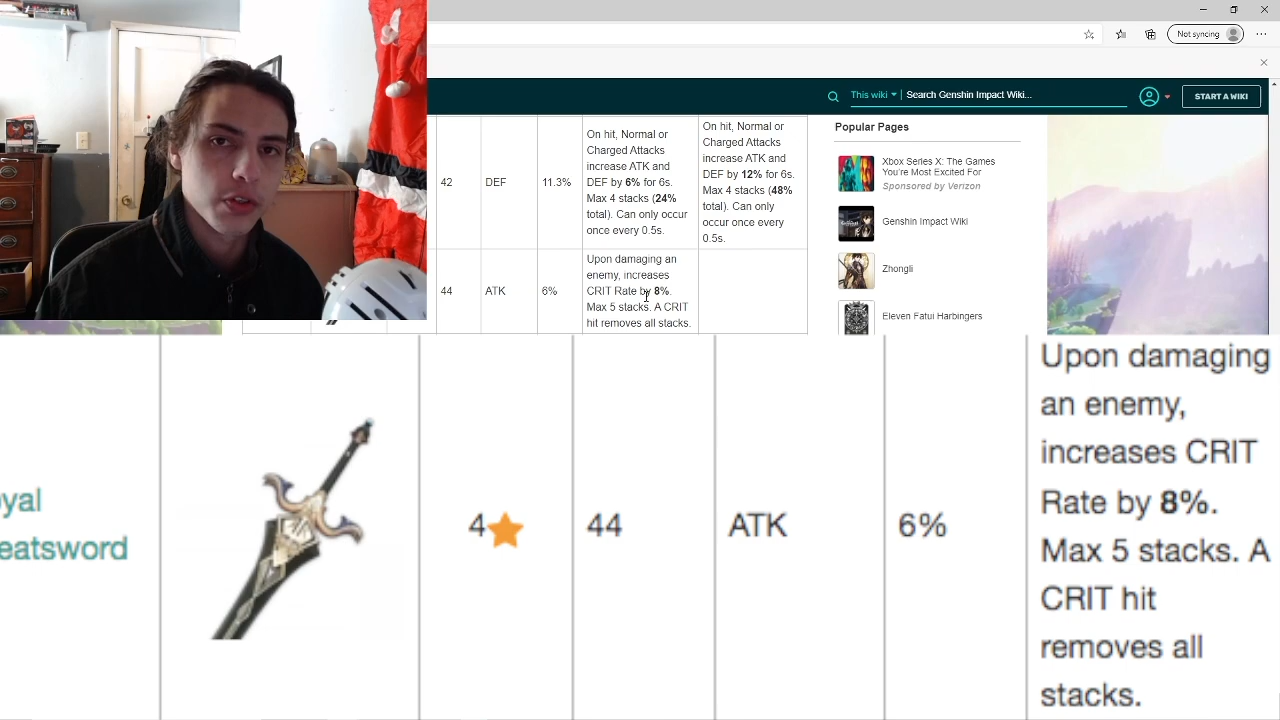 Not syncing
This wiki
Search Genshin Impact Wiki...
START A WIKI
42
DEF
11.3%
On hit, Normal or
Charged Attacks
increase ATK and
DEF by 6% for 6s.
Max 4 stacks (24%
total). Can only occur
once every 0.5s.
On hit, Normal or
Charged Attacks
increase ATK and
DEF by 12% for 6s.
Max 4 stacks (48%
total). Can only
occur once every
0.5s.
44
ATK
6%
Upon damaging an
enemy, increases
CRIT Rate by 8%.
Max 5 stacks. A CRIT
hit removes all stacks.
Popular Pages
Xbox Series X: The Games
You're Most Excited For
Sponsored by Verizon
Genshin Impact Wiki
Zhongli
Eleven Fatui Harbingers
yal
eatsword
4
44
ATK
6%
Upon damaging
an enemy,
increases CRIT
Rate by 8%.
Max 5 stacks. A
CRIT hit
removes all
stacks.